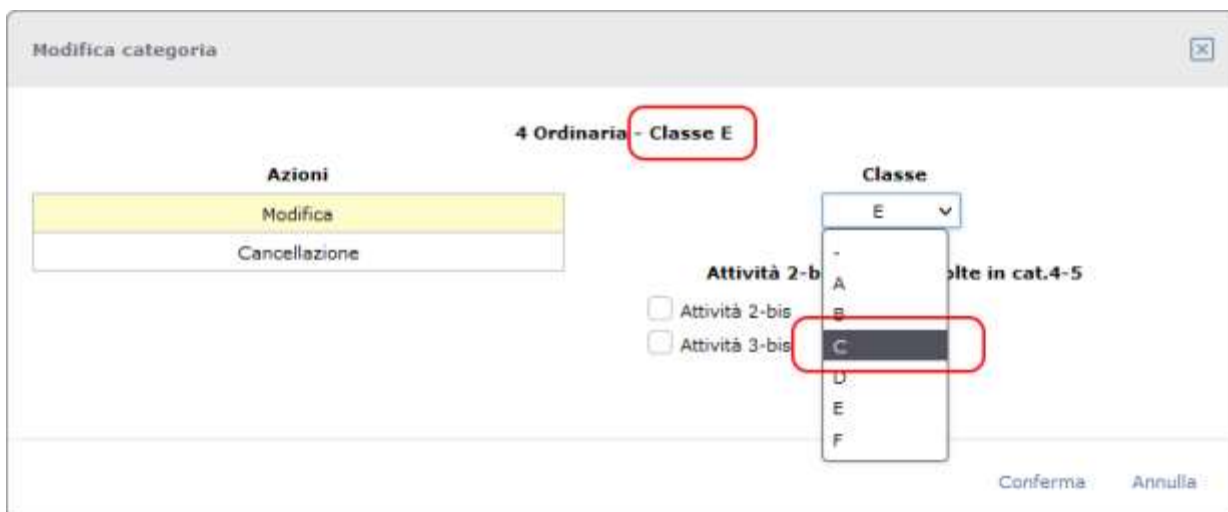 Modifica categoria
4 Ordinaria - Classe E
Azioni
Classe
Modifica
E
Cancellazione
-
Attività 2-b
olte in cat.4-5
A
Attività 2-bis
B
Attività 3-bis
C
D
E
F
Conferma
Annulla